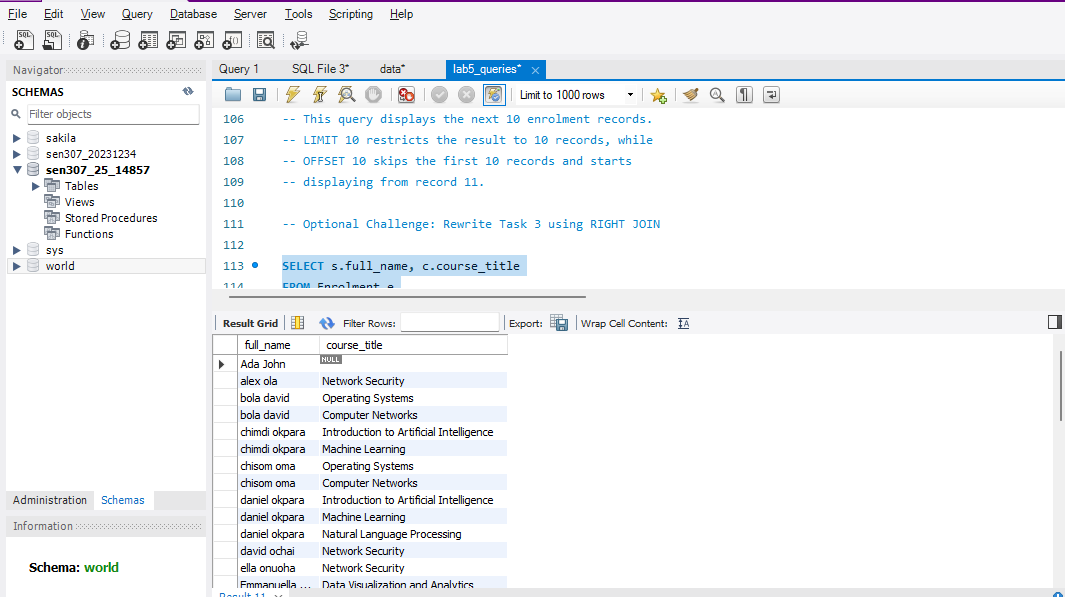 File Edit View Query Database Server Tools Scripting Help
Navigator
SCHEMAS
Filter objects
sakila
sen307_20231234
sen307_25_14857
Tables
Views
Stored Procedures
Functions
sys
world
Administration Schemas
Information
Schema: world
Query 1 SQL File 3* data* lab5_queries*
Limit to 1000 rows
106 -- This query displays the next 10 enrolment records.
107 -- LIMIT 10 restricts the result to 10 records, while
108 -- OFFSET 10 skips the first 10 records and starts
109 -- displaying from record 11.
110
111 -- Optional Challenge: Rewrite Task 3 using RIGHT JOIN
112
113 SELECT s.full_name, c.course_title
114 FROM Enrolment e
Result Grid Filter Rows: Export: Wrap Cell Content:
full_name course_title
Ada John NULL
alex ola Network Security
bola david Operating Systems
bola david Computer Networks
chimdi okpara Introduction to Artificial Intelligence
chimdi okpara Machine Learning
chisom oma Operating Systems
chisom oma Computer Networks
daniel okpara Introduction to Artificial Intelligence
daniel okpara Machine Learning
daniel okpara Natural Language Processing
david ochai Network Security
ella onuoha Network Security
Emmanuella ... Data Visualization and Analytics
Result 11